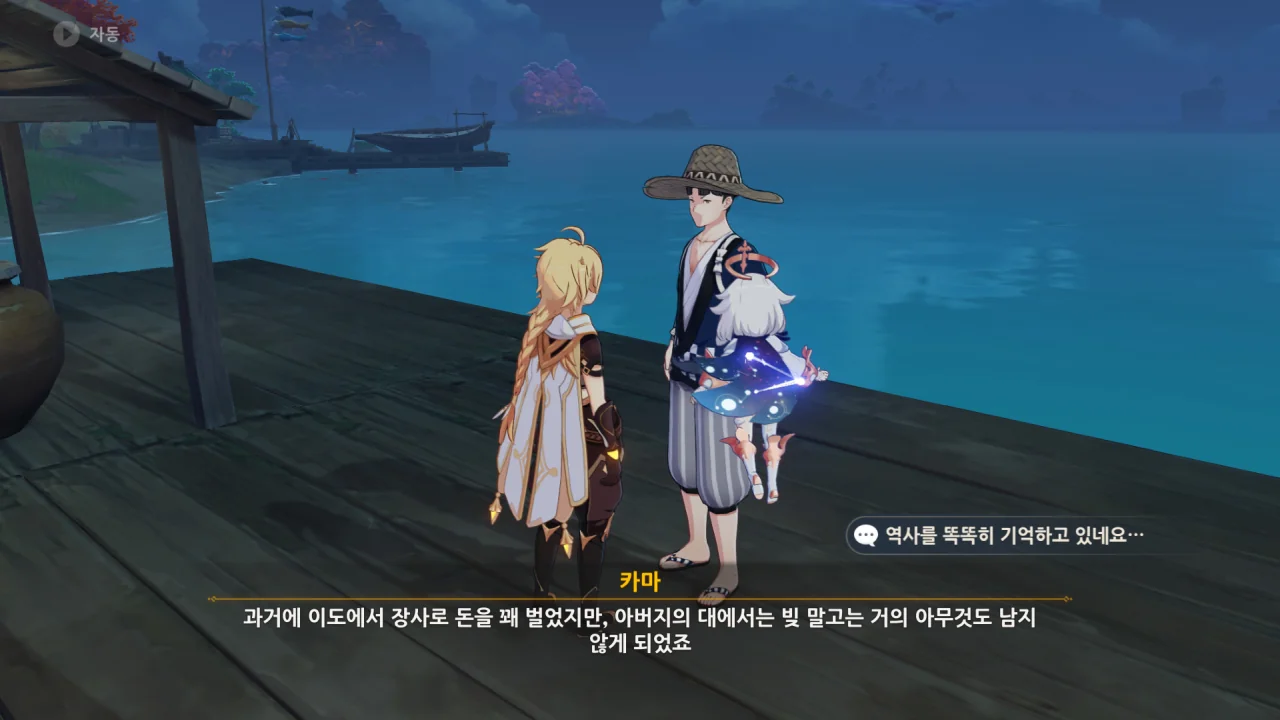 자동
역사를 똑똑히 기억하고 있네요…
카마
과거에 이도에서 장사로 돈을 꽤 벌었지만, 아버지의 대에서는 빚 말고는 거의 아무것도 남지
않게 되었죠